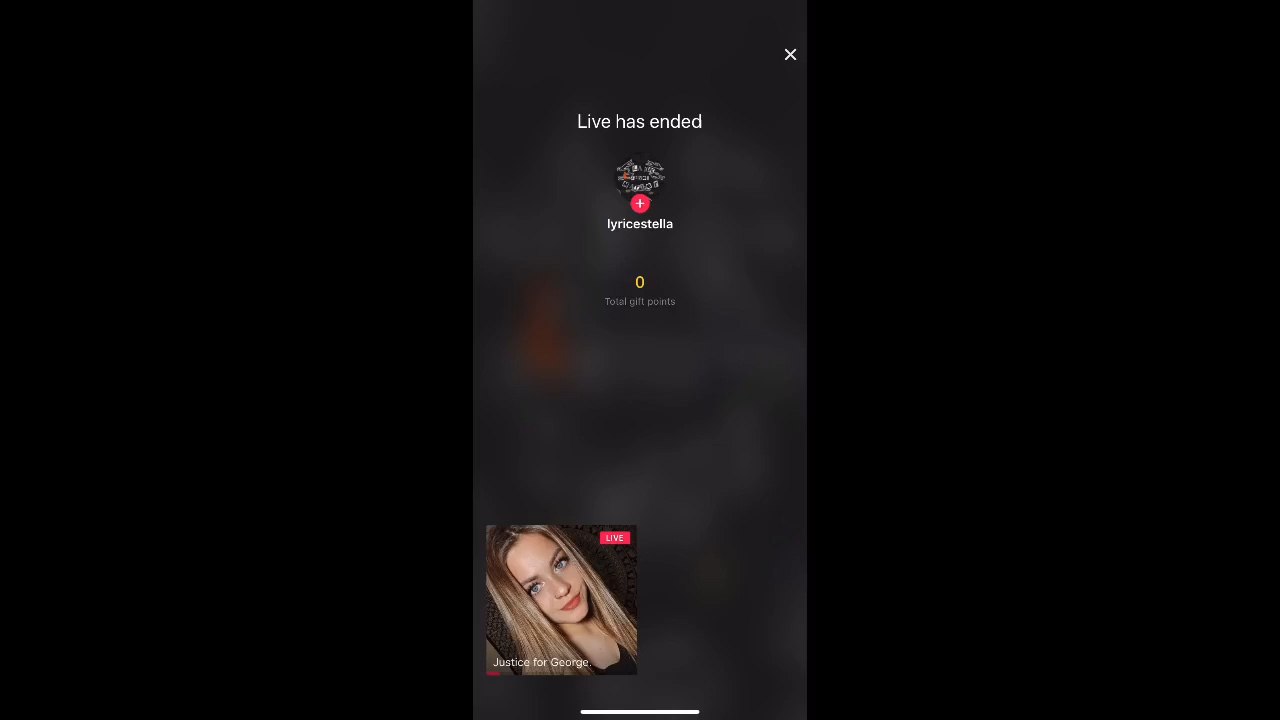 Live has ended
lyricestella
0
Total gift points
LIVE
Justice for George.